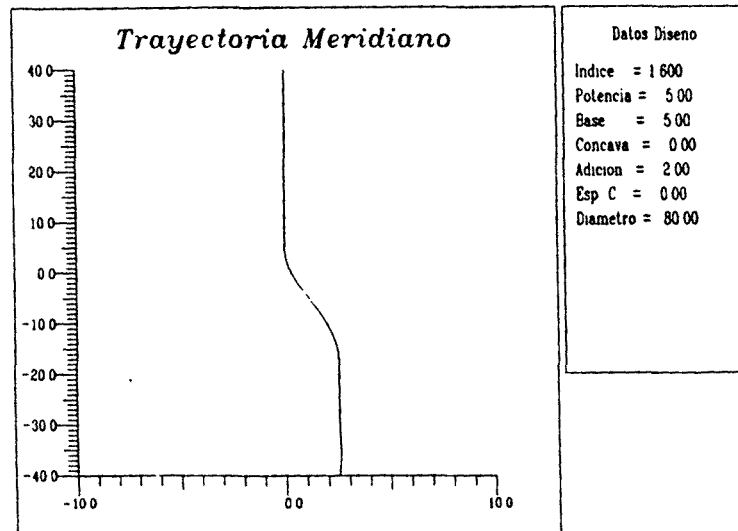 Trayectoria Meridiano
40 0
30 0
20 0
10 0
0 0
-10 0
-20 0
-30 0
-40 0
-10 0
0 0
10 0
Datos Diseno
Indice = 1 600
Potencia = 5 00
Base = 5 00
Concava = 0 00
Adicion = 2 00
Esp C = 0 00
Diametro = 80 00